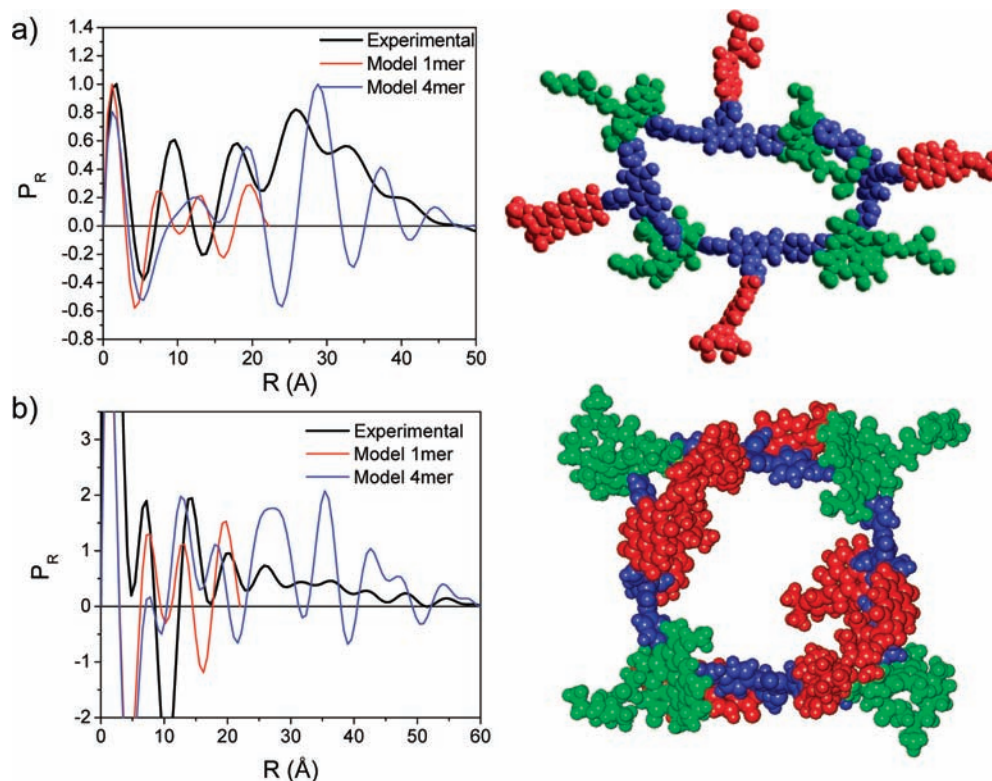 a)
1.4
1.2
1.0
0.8
0.6
0.4
0.2
0.0
-0.2
-0.4
-0.6
-0.8
P_R
Experimental
Model 1mer
Model 4mer
0 10 20 30 40 50
R (A)
b)
3
2
1
0
-1
-2
P_R
Experimental
Model 1mer
Model 4mer
0 10 20 30 40 50 60
R (Å)